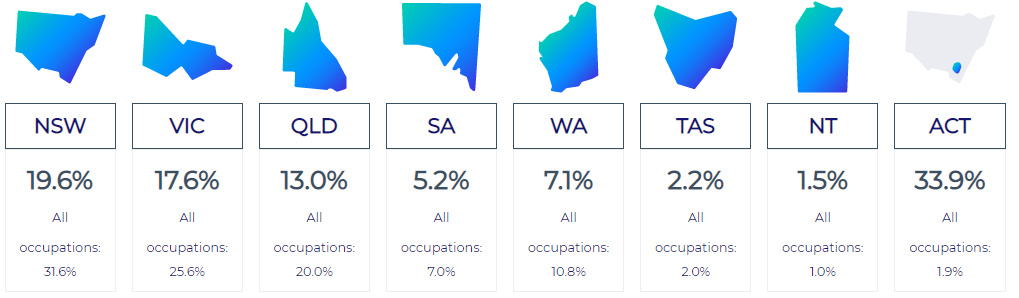 NSW VIC QLD SA WA TAS NT ACT
19.6% 17.6% 13.0% 5.2% 7.1% 2.2% 1.5% 33.9%
All All All All All All All All
occupations: occupations: occupations: occupations: occupations: occupations: occupations: occupations:
31.6% 25.6% 20.0% 7.0% 10.8% 2.0% 1.0% 1.9%